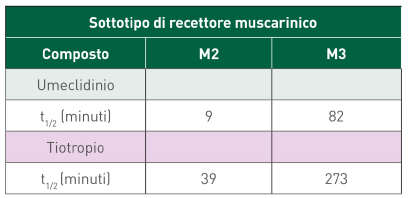 Sottotipo di recettore muscarinico
Composto M2 M3
Umeclidinio
t1/2 (minuti) 9 82
Tiotropio
t1/2 (minuti) 39 273